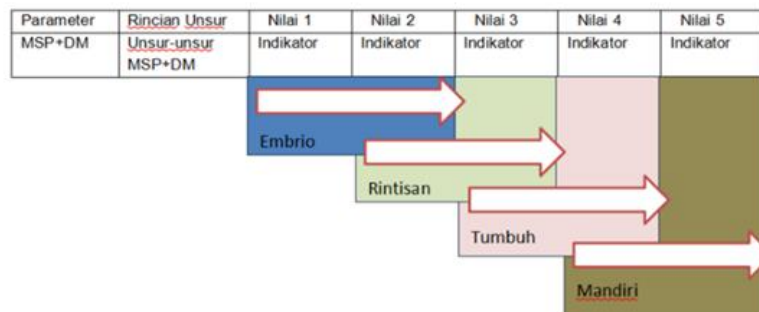 Parameter Rincian Unsur Nilai 1 Nilai 2 Nilai 3 Nilai 4 Nilai 5
MSP+DM Unsur-unsur Indikator Indikator Indikator Indikator Indikator
MSP+DM
Embrio
Rintisan
Tumbuh
Mandiri